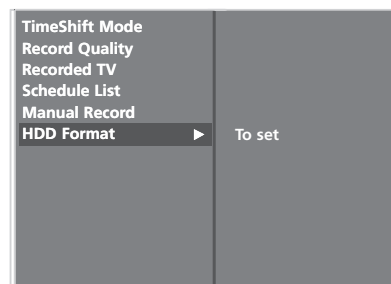 TimeShift Mode
Record Quality
Recorded TV
Schedule List
Manual Record
HDD Format ▶ To set